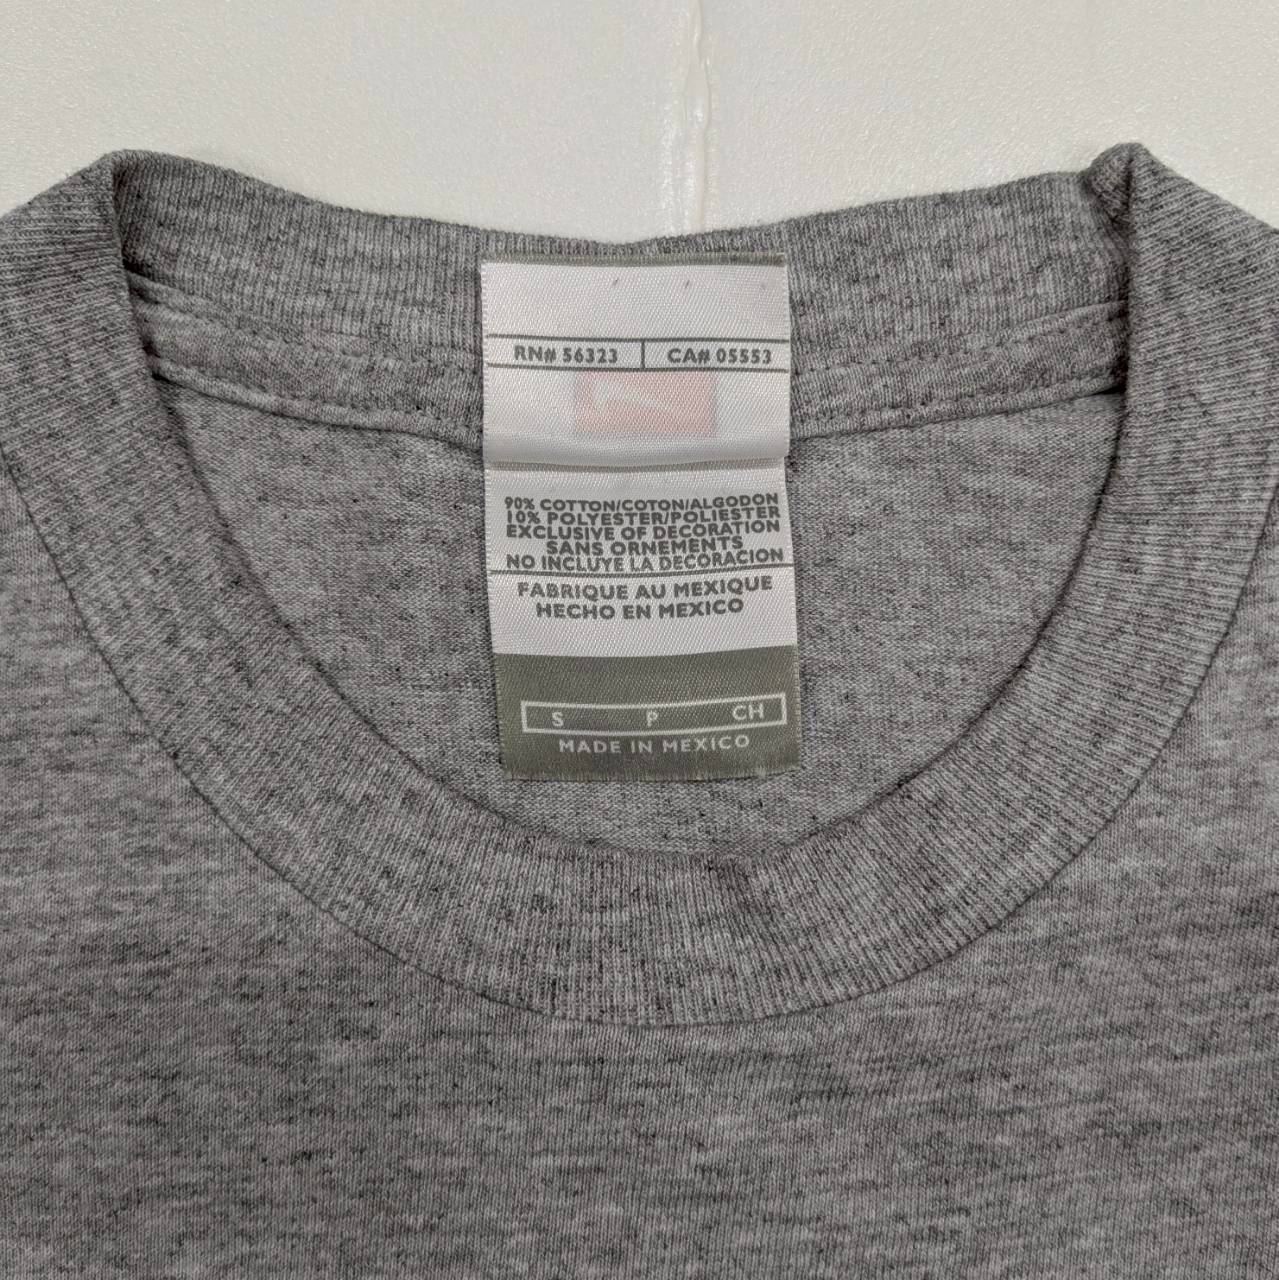 RN# 56323 CA# 05553
90% COTTON/COTON/ALGODON
10% POLYESTER/POLIESTER
EXCLUSIVE OF DECORATION
SANS ORNEMENTS
NO INCLUYE LA DECORACION
FABRIQUE AU MEXIQUE
HECHO EN MEXICO
S P CH
MADE IN MEXICO